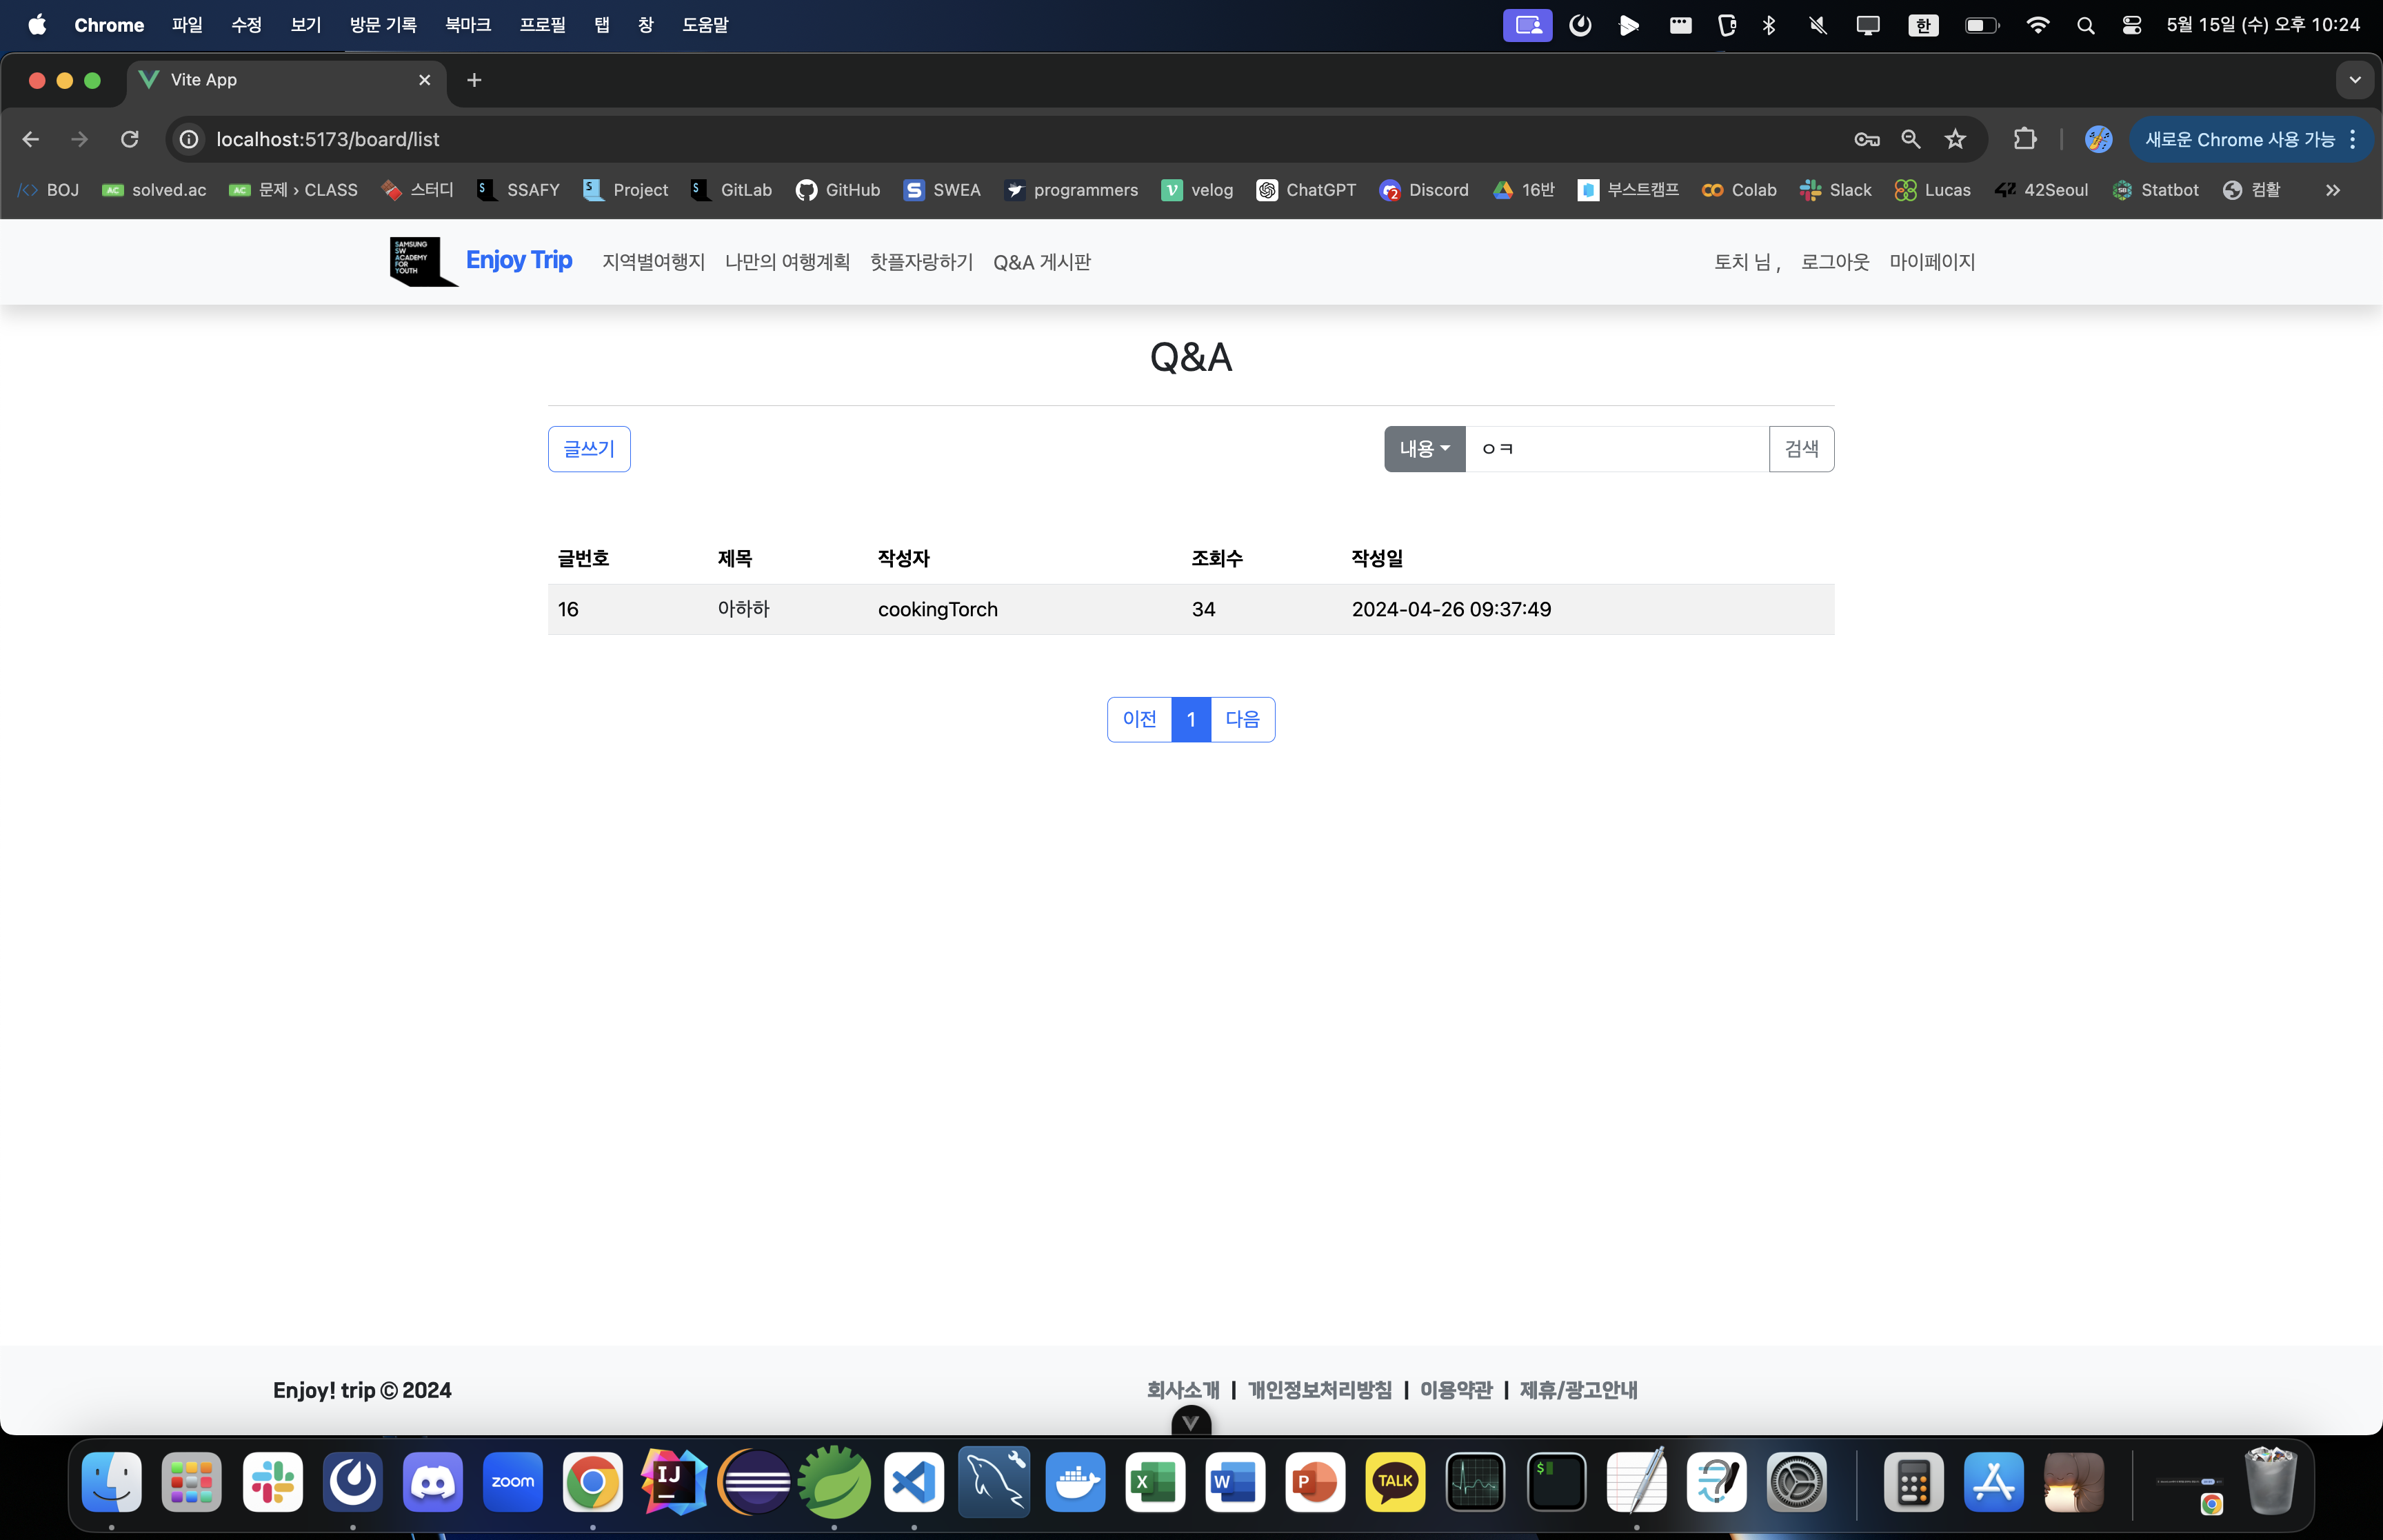 Chrome 파일 수정 보기 방문 기록 북마크 프로필 탭 창 도움말 한 5월 15일 (수) 오후 10:24
Vite App
localhost:5173/board/list 새로운 Chrome 사용 가능
BOJ solved.ac 문제 › CLASS 스터디 SSAFY Project GitLab GitHub SWEA programmers velog ChatGPT Discord 16반 부스트캠프 Colab Slack Lucas 42Seoul Statbot 컴활
SAMSUNG
SW
ACADEMY
FOR
YOUTH
Enjoy Trip 지역별여행지 나만의 여행계획 핫플자랑하기 Q&A 게시판 토치 님 , 로그아웃 마이페이지
Q&A
글쓰기 내용 ㅇㅋ 검색
글번호 제목 작성자 조회수 작성일
16 아하하 cookingTorch 34 2024-04-26 09:37:49
이전 1 다음
Enjoy! trip © 2024 회사소개 | 개인정보처리방침 | 이용약관 | 제휴/광고안내
zoom IJ X W P TALK $